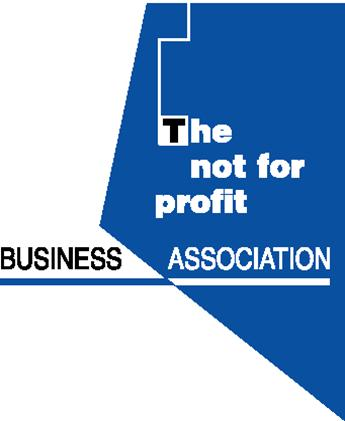 The
not for
profit
BUSINESS ASSOCIATION